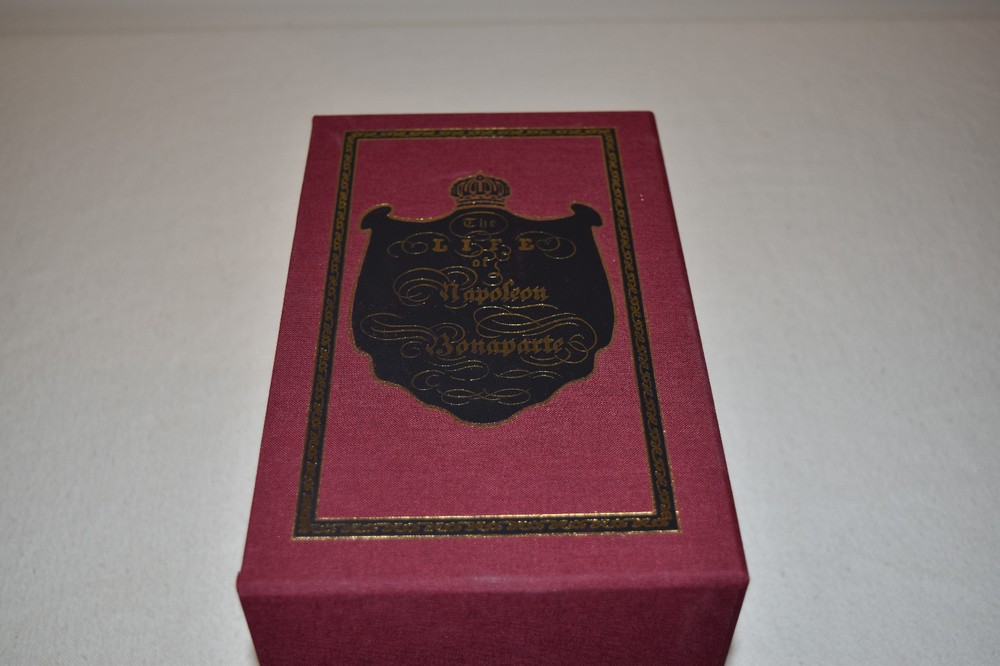 The
LIFE
of
Napoleon
Bonaparte